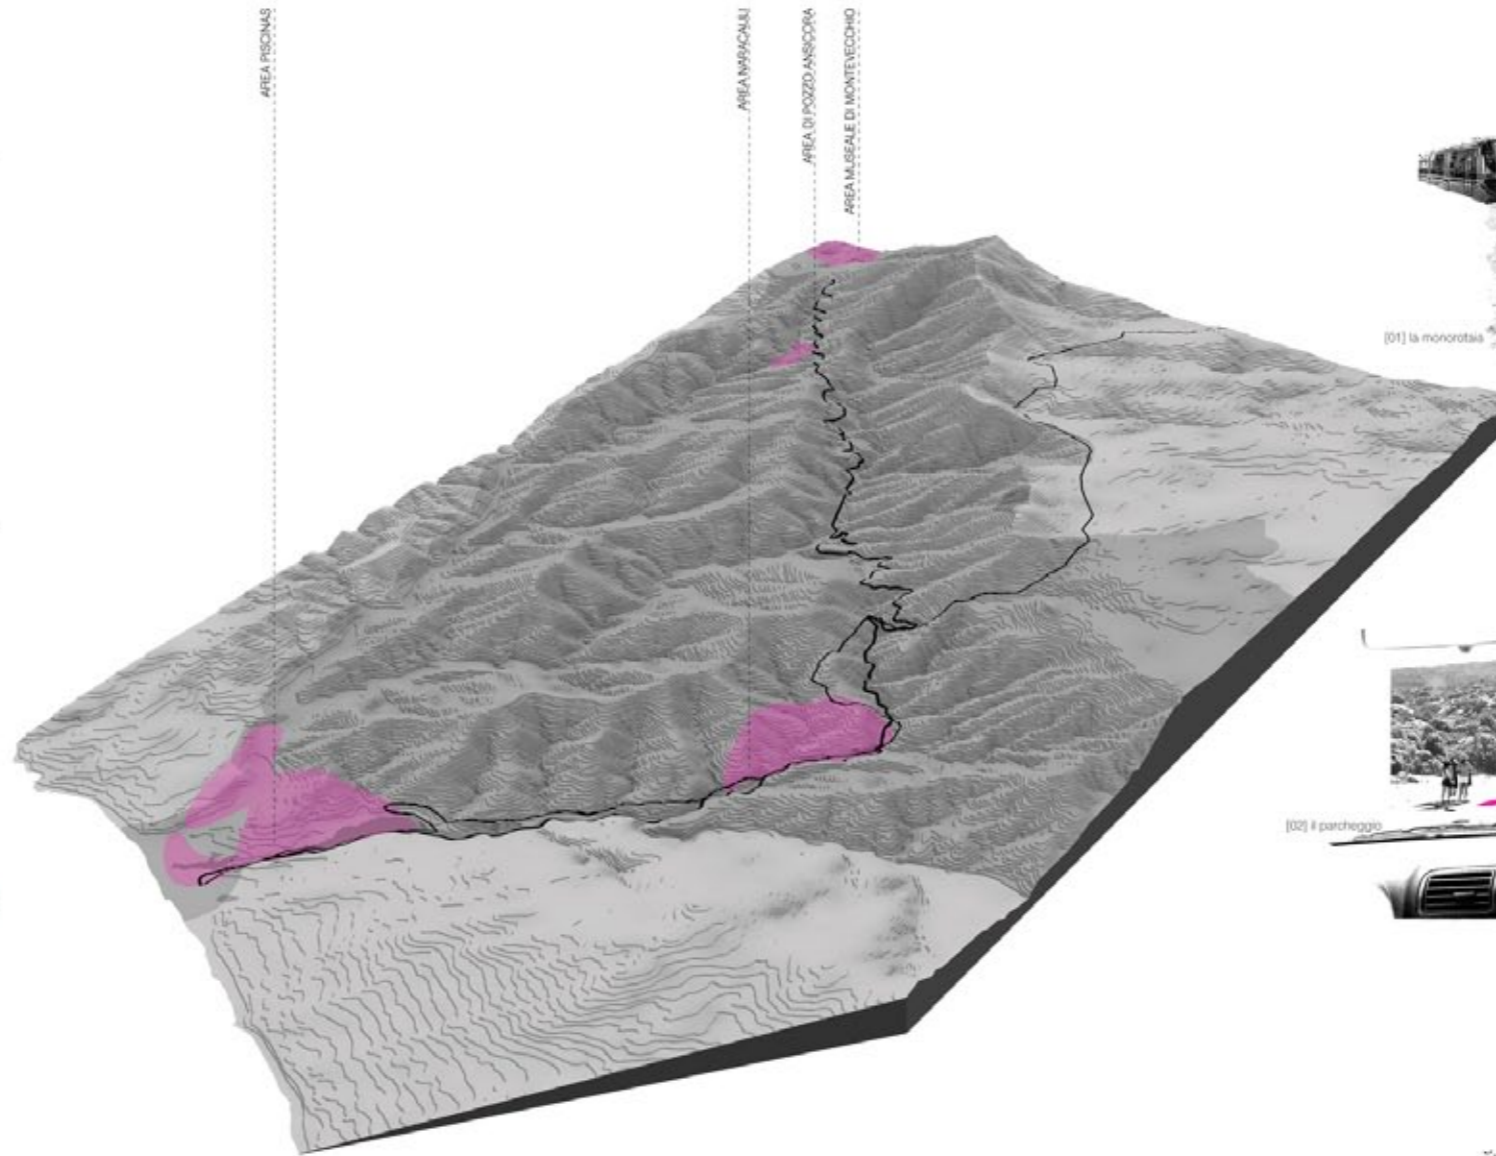 AREA PISCINAS
AREA NARACAULI
AREA DI POZZO ANSICORA
AREA MUSEALE DI MONTEVECCHIO
[01] la monorotaia
[02] il parcheggio